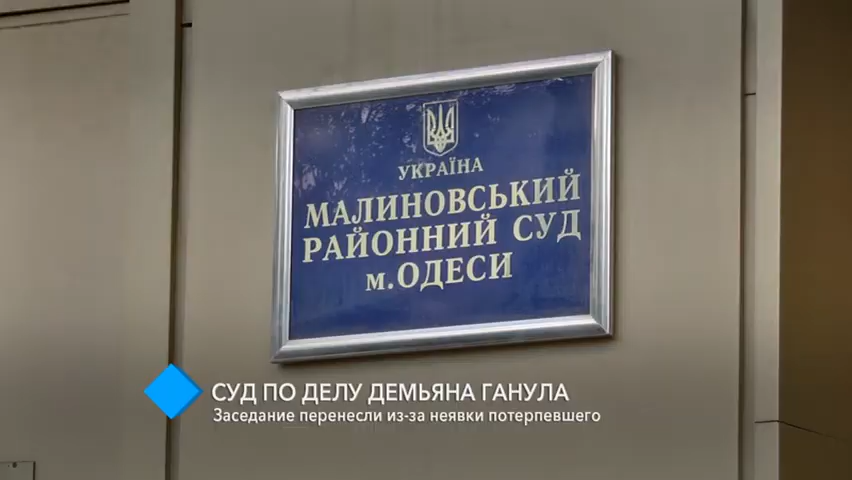 УКРАЇНА
МАЛИНОВСЬКИЙ
РАЙОННИЙ СУД
м.ОДЕСИ
СУД ПО ДЕЛУ ДЕМЬЯНА ГАНУЛА
Заседание перенесли из-за неявки потерпевшего